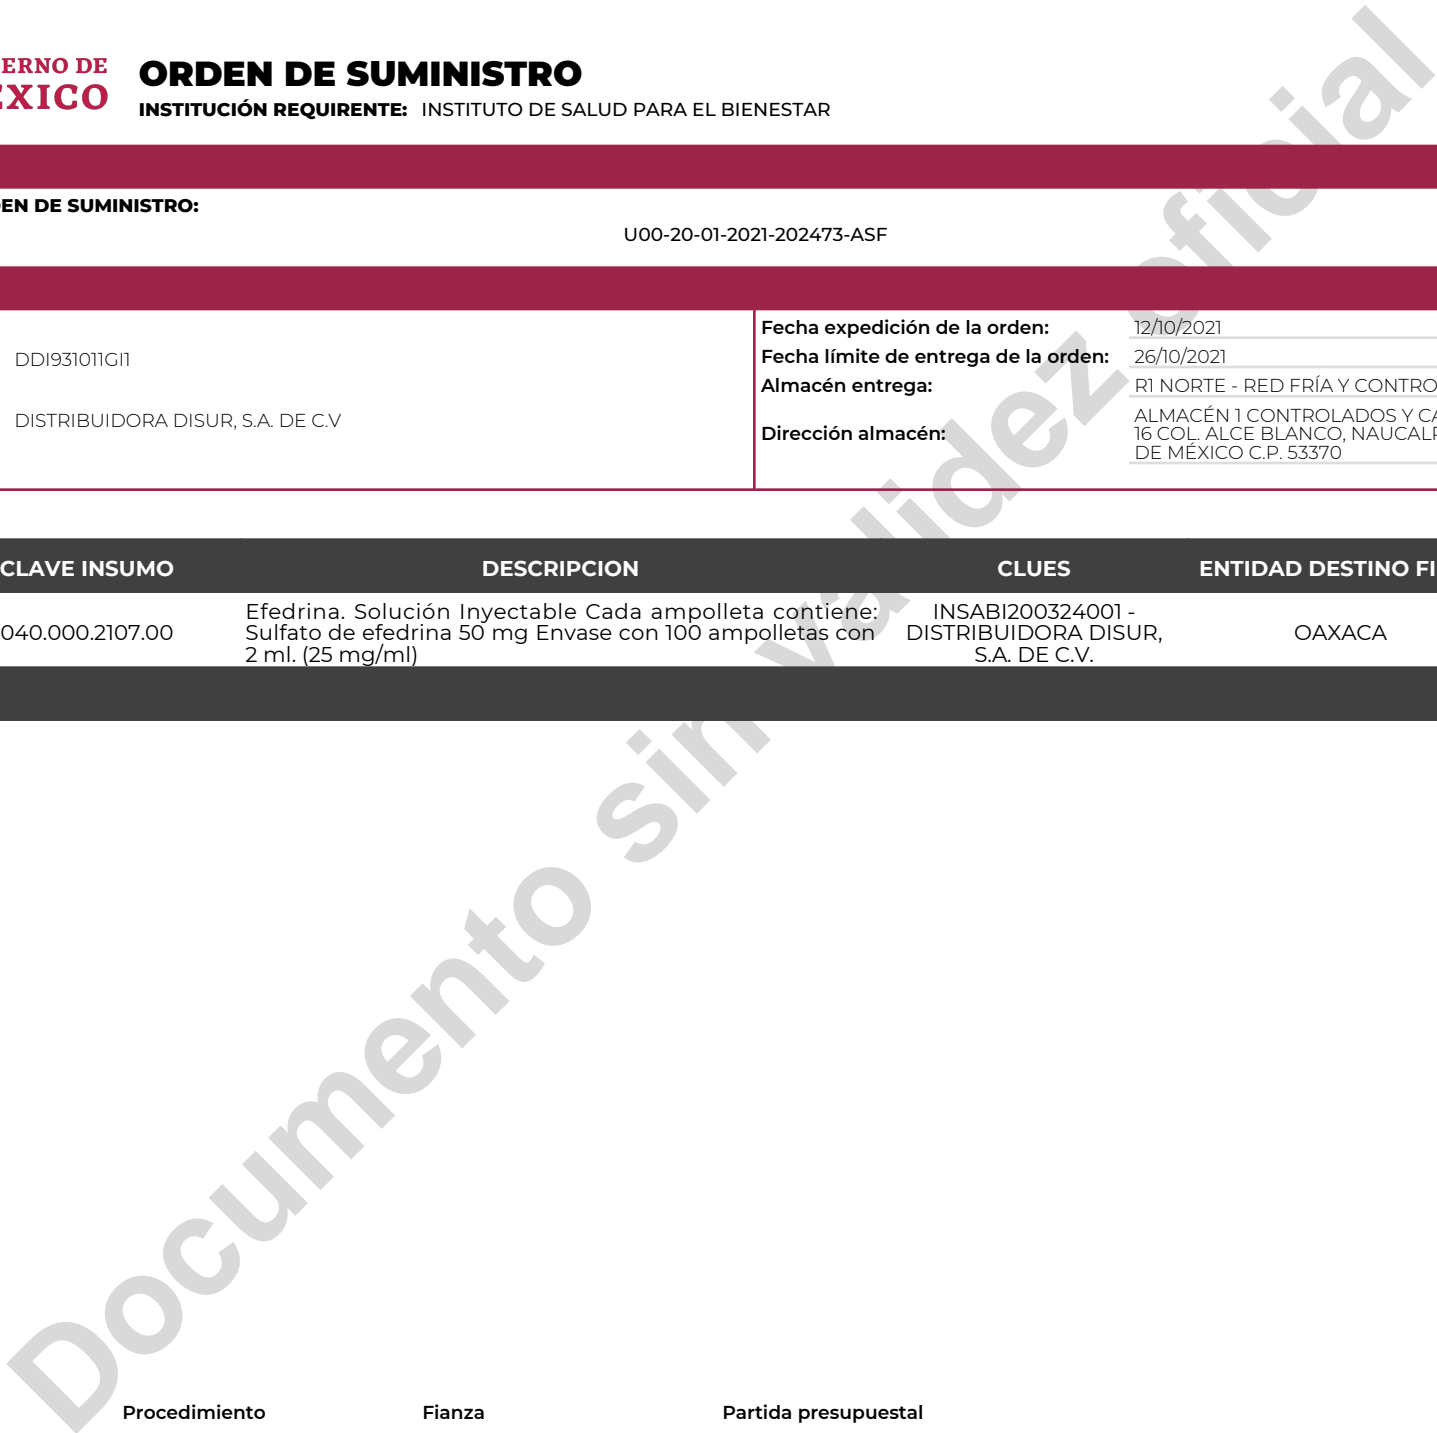 ERNO DE
ORDEN DE SUMINISTRO
INSTITUCIÓN REQUIRENTE: INSTITUTO DE SALUD PARA EL BIENESTAR
EXICO
EN DE SUMINISTRO:
U00-20-01-2021-202473-ASF
DDI931011GI1
DISTRIBUIDORA DISUR, S.A. DE C.V
Fecha expedición de la orden: 12/10/2021
Fecha límite de entrega de la orden: 26/10/2021
Almacén entrega: R1 NORTE - RED FRÍA Y CONTRO
Dirección almacén:
ALMACÉN 1 CONTROLADOS Y CA
16 COL. ALCE BLANCO, NAUCALP
DE MÉXICO C.P. 53370
CLAVE INSUMO DESCRIPCION CLUES ENTIDAD DESTINO FI
040.000.2107.00
Efedrina. Solución Inyectable Cada ampolleta contiene:
Sulfato de efedrina 50 mg Envase con 100 ampolletas con
2 ml. (25 mg/ml)
INSABI200324001 -
DISTRIBUIDORA DISUR,
S.A. DE C.V.
OAXACA
Documento sin validez oficial
Procedimiento Fianza Partida presupuestal